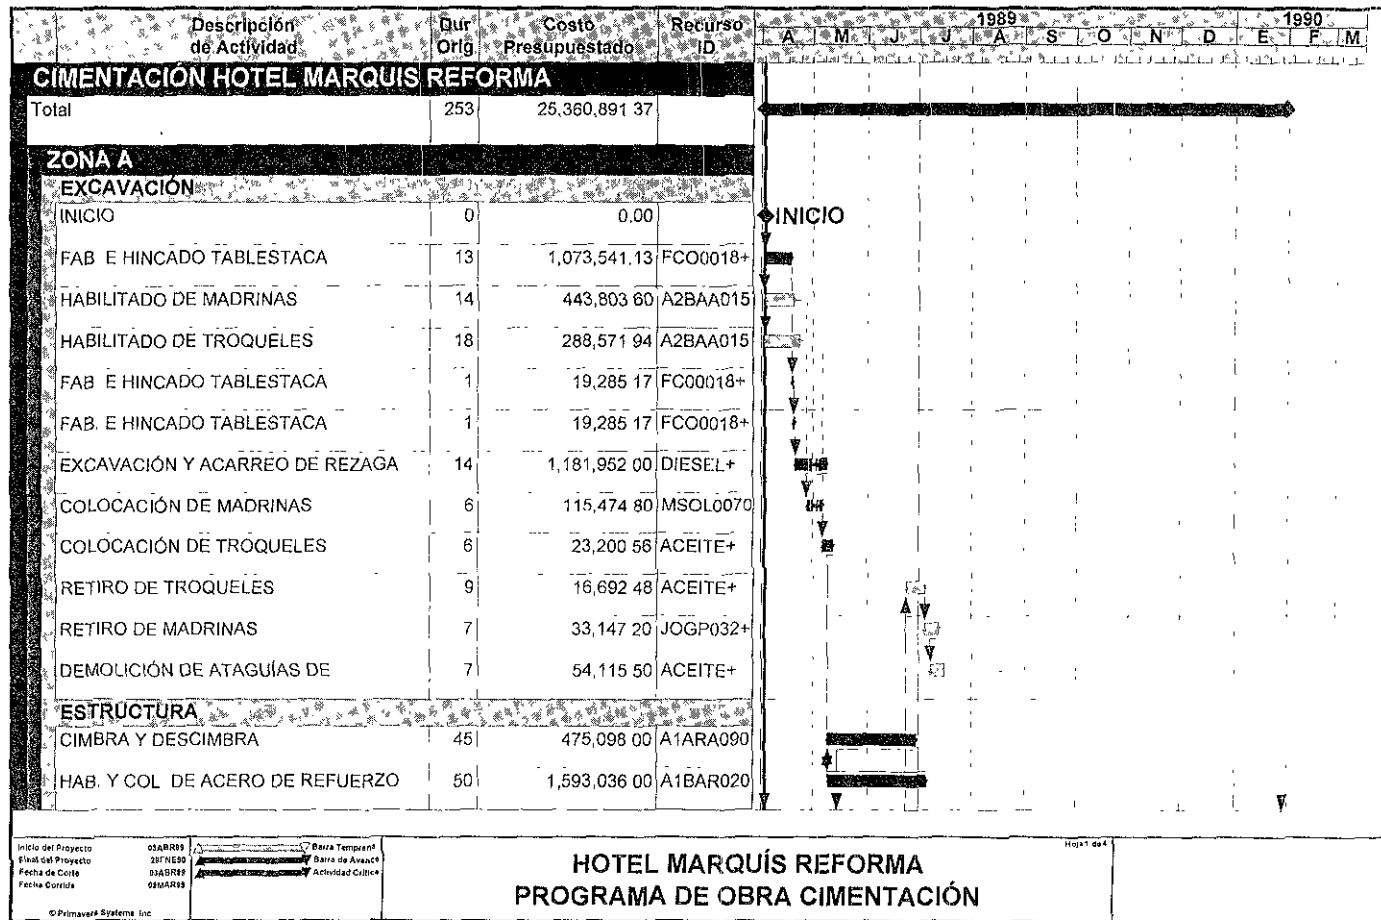 Descripción de Actividad Dur Orig Costo Presupuestado Recurso ID 1989 1990
A M J J A S O N D E F M
CIMENTACIÓN HOTEL MARQUIS REFORMA
Total 253 25,360,891 37
ZONA A
EXCAVACIÓN
INICIO 0 0.00 INICIO
FAB E HINCADO TABLESTACA 13 1,073,541.13 FCO0018+
HABILITADO DE MADRINAS 14 443,803 60 A2BAA015
HABILITADO DE TROQUELES 18 288,571 94 A2BAA015
FAB E HINCADO TABLESTACA 1 19,285 17 FC00018+
FAB. E HINCADO TABLESTACA 1 19,285 17 FCO0018+
EXCAVACIÓN Y ACARREO DE REZAGA 14 1,181,952 00 DIESEL+
COLOCACIÓN DE MADRINAS 6 115,474 80 MSOL0070
COLOCACIÓN DE TROQUELES 6 23,200 56 ACEITE+
RETIRO DE TROQUELES 9 16,692 48 ACEITE+
RETIRO DE MADRINAS 7 33,147 20 JOGP032+
DEMOLICIÓN DE ATAGUÍAS DE 7 54,115 50 ACEITE+
ESTRUCTURA
CIMBRA Y DESCIMBRA 45 475,098 00 A1ARA090
HAB. Y COL DE ACERO DE REFUERZO 50 1,593,036 00 A1BAR020
Inicio del Proyecto 03ABR89 Barra Temprana
Final del Proyecto Barra de Avance
Fecha de Corte 03ABR89 Actividad Crítica
Fecha Corrida
© Primavera Systems Inc
HOTEL MARQUÍS REFORMA
PROGRAMA DE OBRA CIMENTACIÓN
Hoja 1 de 4